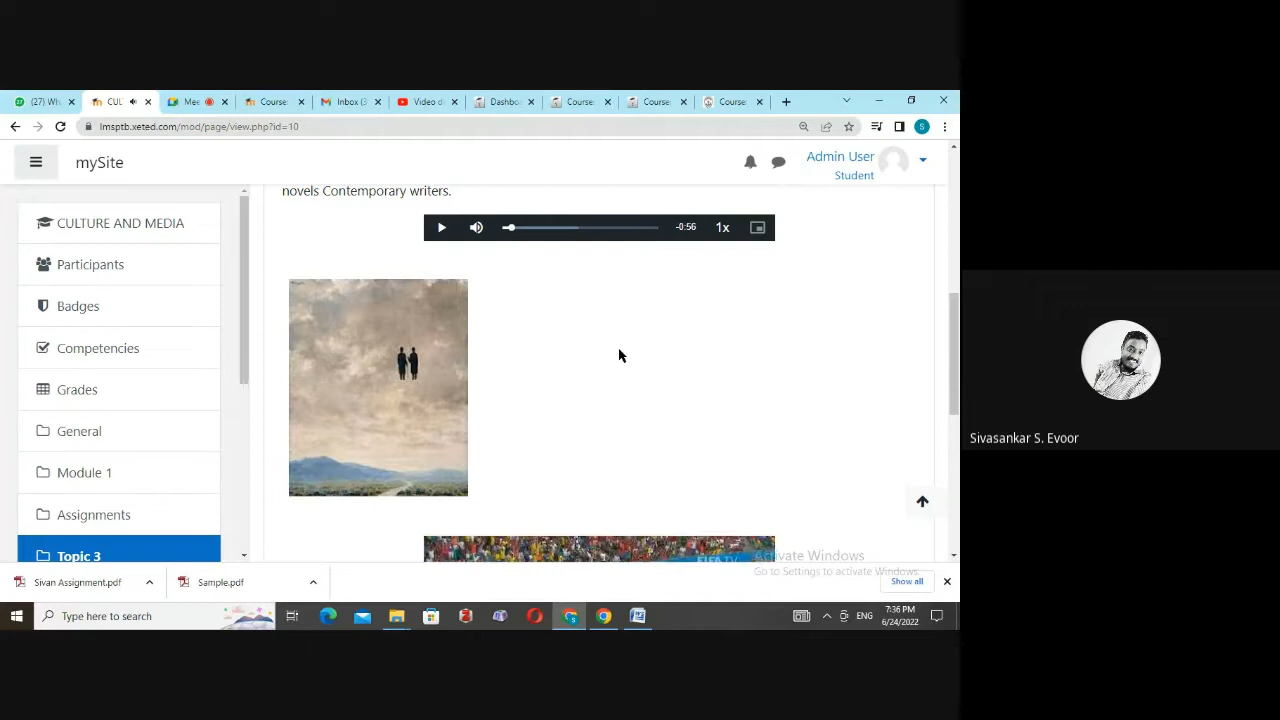 (27) Wh
CUL
Mee
Course:
Inbox (3
Video d
Dashbo
Course:
Course:
Course:
lmsptb.xeted.com/mod/page/view.php?id=10
S
mySite
Admin User
Student
CULTURE AND MEDIA
Participants
Badges
Competencies
Grades
General
Module 1
Assignments
Topic 3
novels Contemporary writers.
-0:56
1x
FIFA TV
Activate Windows
Go to Settings to activate Windows.
Sivan Assignment.pdf
Sample.pdf
Show all
Type here to search
ENG
7:36 PM
6/24/2022
Sivasankar S. Evoor